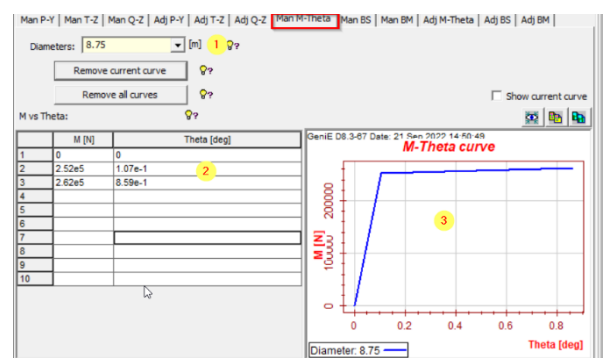 Man P-Y | Man T-Z | Man Q-Z | Adj P-Y | Adj T-Z | Adj Q-Z | Man M-Theta | Man BS | Man BM | Adj M-Theta | Adj BS | Adj BM
Diameters: 8.75 [m] 1 ?
Remove current curve ?
Remove all curves ?
Show current curve
M vs Theta: ?
M [N] Theta [deg]
1 0 0
2 2.52e5 1.07e-1
3 2.62e5 8.59e-1
2
4
5
6
7
8
9
10
GeniE D8.3-67 Date: 21 Sep 2022 14:50:49
M-Theta curve
M [N]
200000
100000
0
3
0 0.2 0.4 0.6 0.8
Theta [deg]
Diameter: 8.75